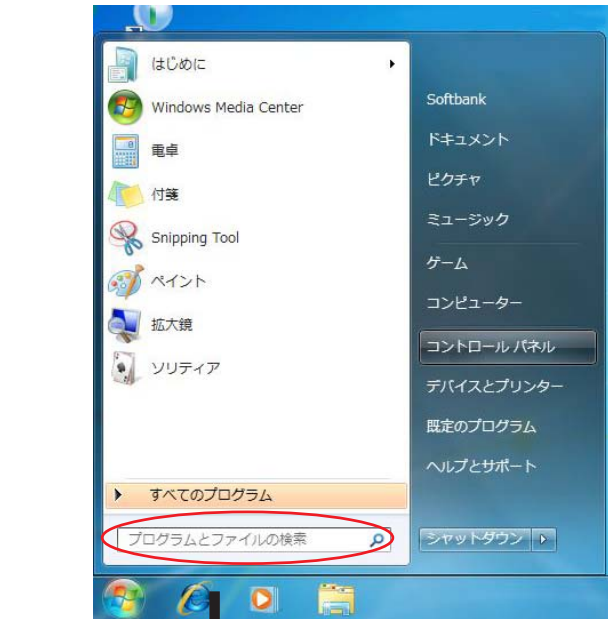 はじめに
Windows Media Center
電卓
付箋
Snipping Tool
ペイント
拡大鏡
ソリティア
すべてのプログラム
プログラムとファイルの検索
Softbank
ドキュメント
ピクチャ
ミュージック
ゲーム
コンピューター
コントロール パネル
デバイスとプリンター
既定のプログラム
ヘルプとサポート
シャットダウン